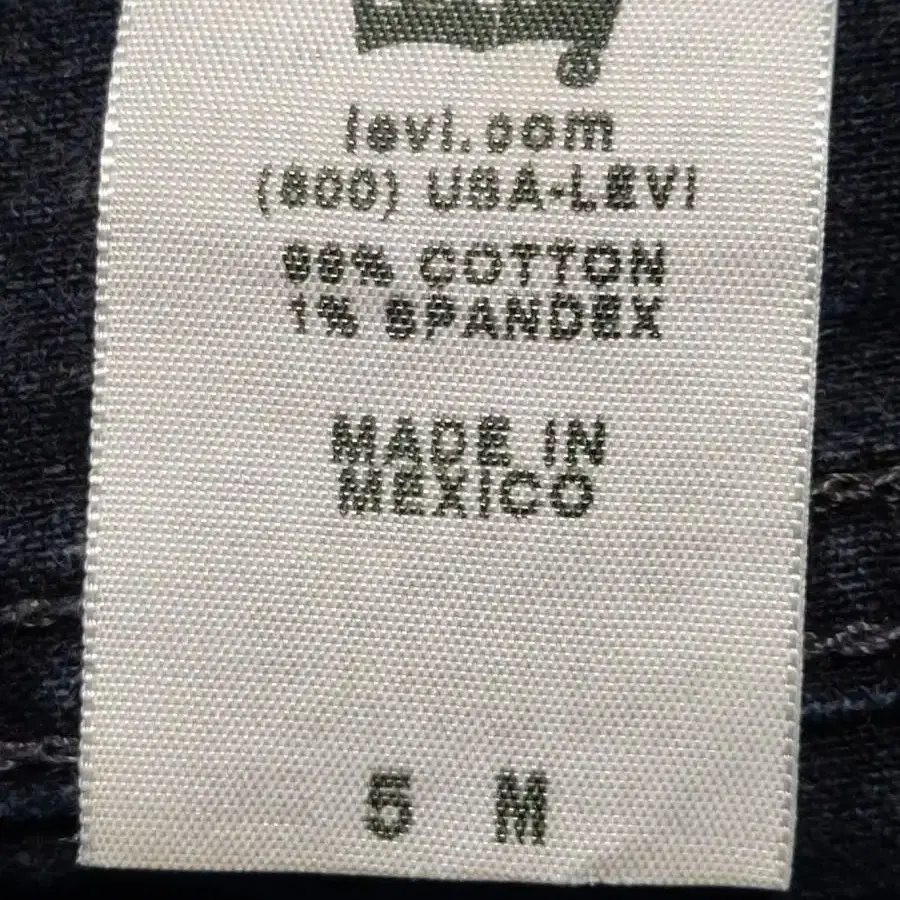 ®
levi.com
(800) USA-LEVI
99% COTTON
1% SPANDEX
MADE IN
MEXICO
5 M